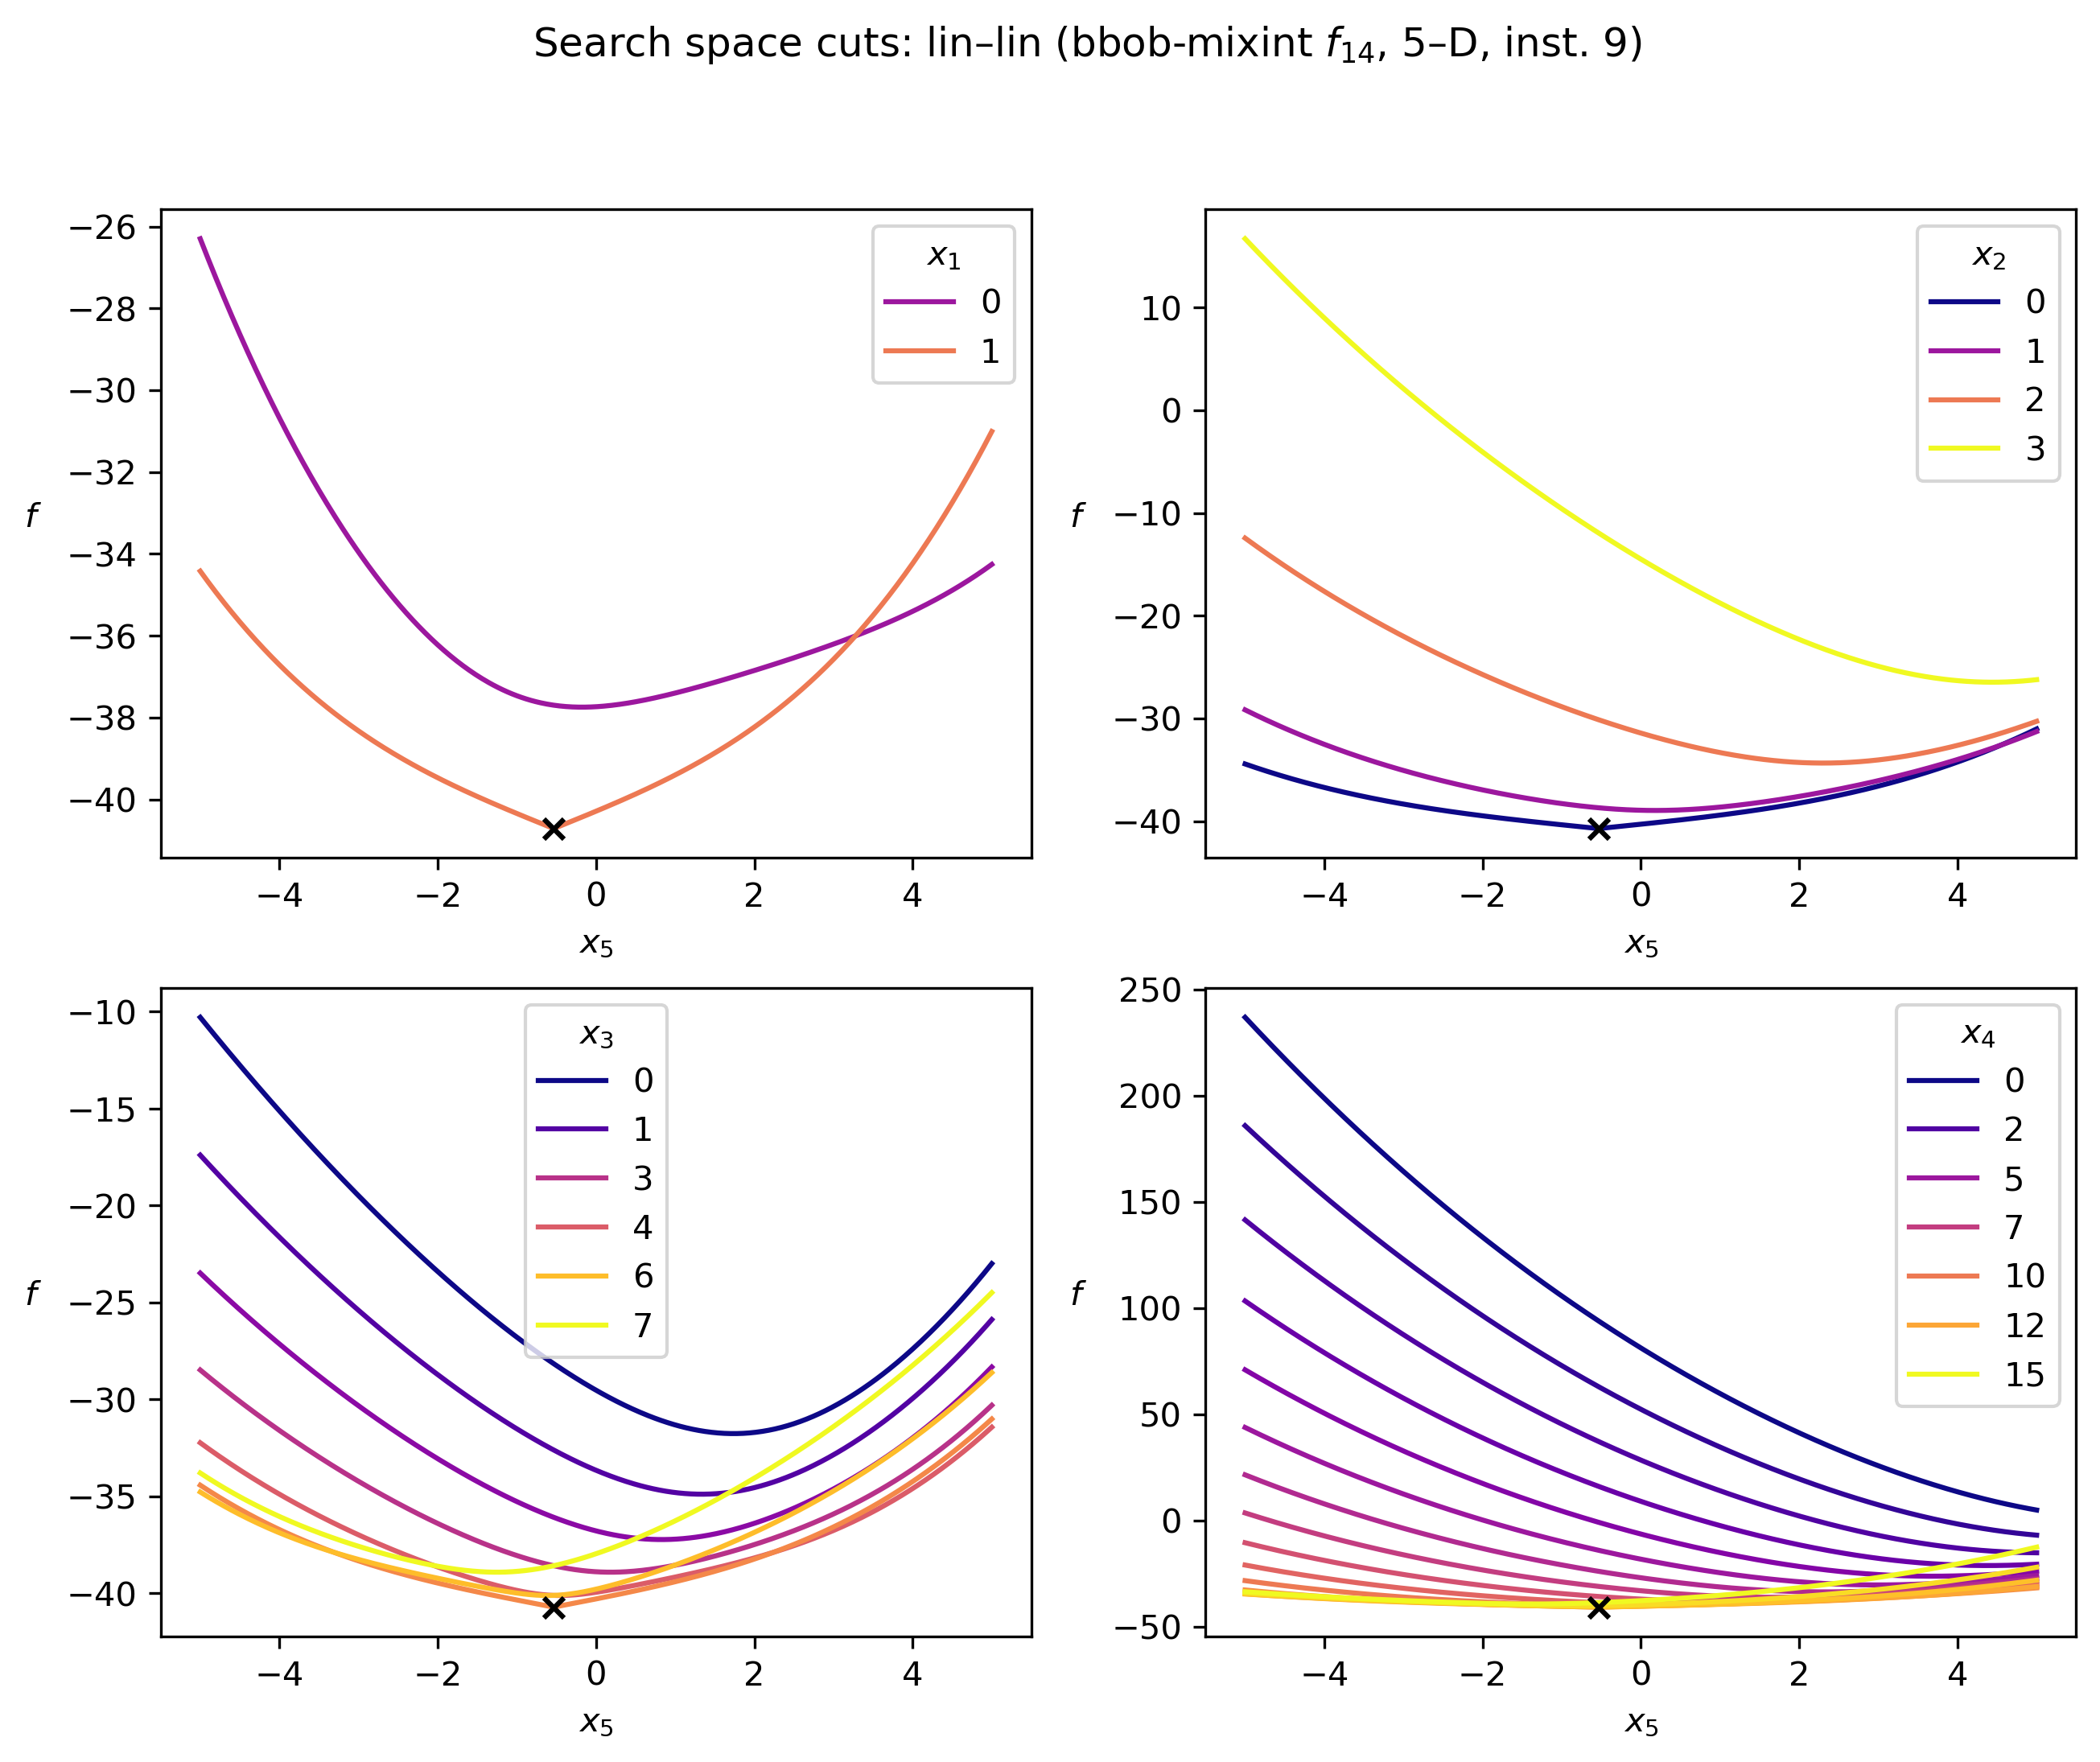 Search space cuts: lin–lin (bbob-mixint f14, 5–D, inst. 9)
−26
−28
−30
−32
−34
−36
−38
−40
f
x1
0
1
−4 −2 0 2 4
x5
10
0
−10
−20
−30
−40
f
x2
0
1
2
3
−4 −2 0 2 4
x5
−10
−15
−20
−25
−30
−35
−40
f
x3
0
1
3
4
6
7
−4 −2 0 2 4
x5
250
200
150
100
50
0
−50
f
x4
0
2
5
7
10
12
15
−4 −2 0 2 4
x5